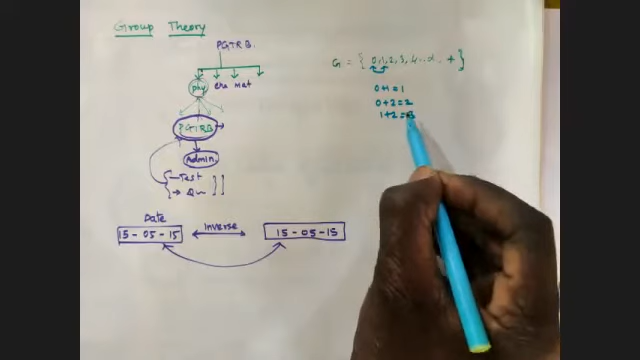 Group Theory
PGTRB.
phy che mat
PGTRB
Admin
Test
Qn
Date
15-05-15 Inverse 15-05-15
G = { 0,1,2,3,4...α +}
0+1=1
0+2=2
1+2=3